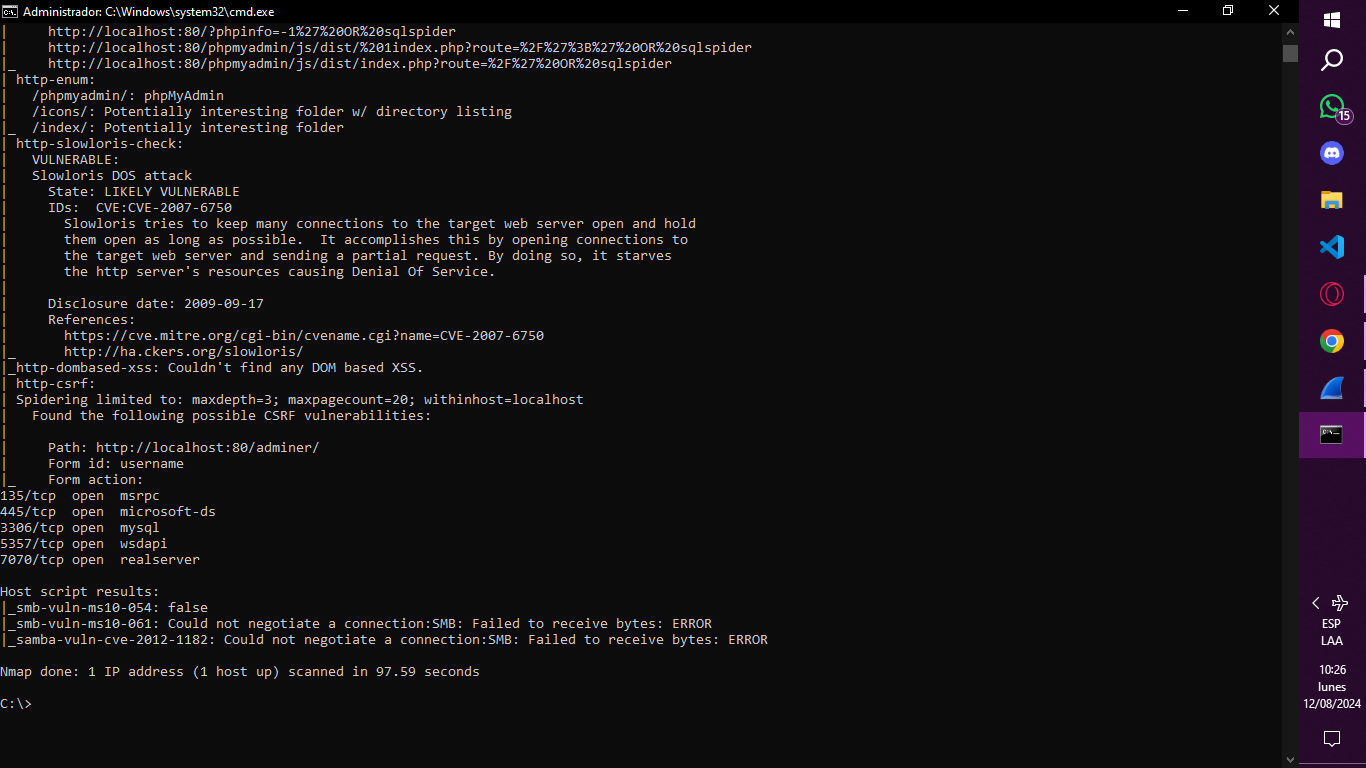 Administrador: C:\Windows\system32\cmd.exe
|     http://localhost:80/?phpinfo=-1%27%20OR%20sqlspider
|     http://localhost:80/phpmyadmin/js/dist/%201index.php?route=%2F%27%3B%27%20OR%20sqlspider
|_    http://localhost:80/phpmyadmin/js/dist/index.php?route=%2F%27%20OR%20sqlspider
| http-enum:
|   /phpmyadmin/: phpMyAdmin
|   /icons/: Potentially interesting folder w/ directory listing
|_  /index/: Potentially interesting folder
| http-slowloris-check:
|   VULNERABLE:
|   Slowloris DOS attack
|     State: LIKELY VULNERABLE
|     IDs:  CVE:CVE-2007-6750
|       Slowloris tries to keep many connections to the target web server open and hold
|       them open as long as possible.  It accomplishes this by opening connections to
|       the target web server and sending a partial request. By doing so, it starves
|       the http server's resources causing Denial Of Service.
|
|     Disclosure date: 2009-09-17
|     References:
|       https://cve.mitre.org/cgi-bin/cvename.cgi?name=CVE-2007-6750
|_      http://ha.ckers.org/slowloris/
|_http-dombased-xss: Couldn't find any DOM based XSS.
| http-csrf:
| Spidering limited to: maxdepth=3; maxpagecount=20; withinhost=localhost
|   Found the following possible CSRF vulnerabilities:
|
|     Path: http://localhost:80/adminer/
|     Form id: username
|_    Form action:
135/tcp  open  msrpc
445/tcp  open  microsoft-ds
3306/tcp open  mysql
5357/tcp open  wsdapi
7070/tcp open  realserver

Host script results:
|_smb-vuln-ms10-054: false
|_smb-vuln-ms10-061: Could not negotiate a connection:SMB: Failed to receive bytes: ERROR
|_samba-vuln-cve-2012-1182: Could not negotiate a connection:SMB: Failed to receive bytes: ERROR

Nmap done: 1 IP address (1 host up) scanned in 97.59 seconds

C:\>
15
ESP
LAA
10:26
lunes
12/08/2024